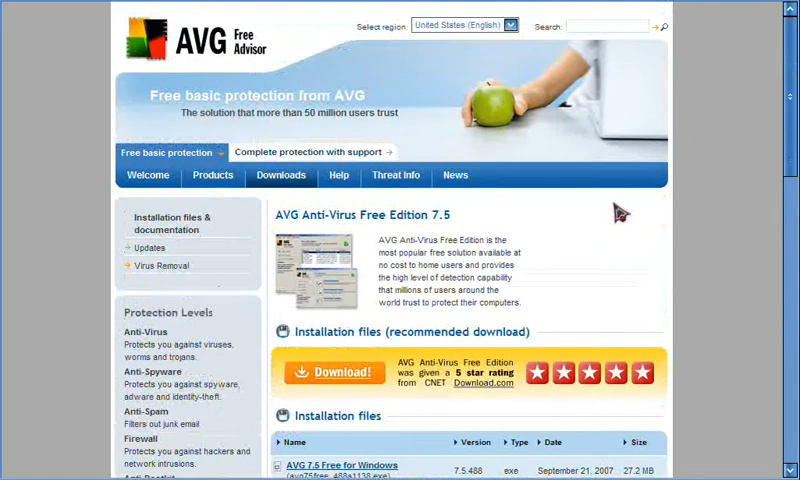 AVG Free Advisor
Select region: United States (English) Search:
Free basic protection from AVG
The solution that more than 50 million users trust
Free basic protection Complete protection with support
Welcome Products Downloads Help Threat Info News
Installation files &
documentation
Updates
Virus Removal
Protection Levels
Anti-Virus
Protects you against viruses,
worms and trojans.
Anti-Spyware
Protects you against spyware,
adware and identity-theft.
Anti-Spam
Filters out junk email.
Firewall
Protects you against hackers and
network intrusions.
Anti-Rootkit
AVG Anti-Virus Free Edition 7.5
AVG Anti-Virus Free Edition is the
most popular free solution available at
no cost to home users and provides
the high level of detection capability
that millions of users around the
world trust to protect their computers.
Installation files (recommended download)
Download!
AVG Anti-Virus Free Edition
was given a 5 star rating
from CNET Download.com
Installation files
Name Version Type Date Size
AVG 7.5 Free for Windows 7.5.488 exe September 21, 2007 27.2 MB
(avg75free_488a1138.exe)